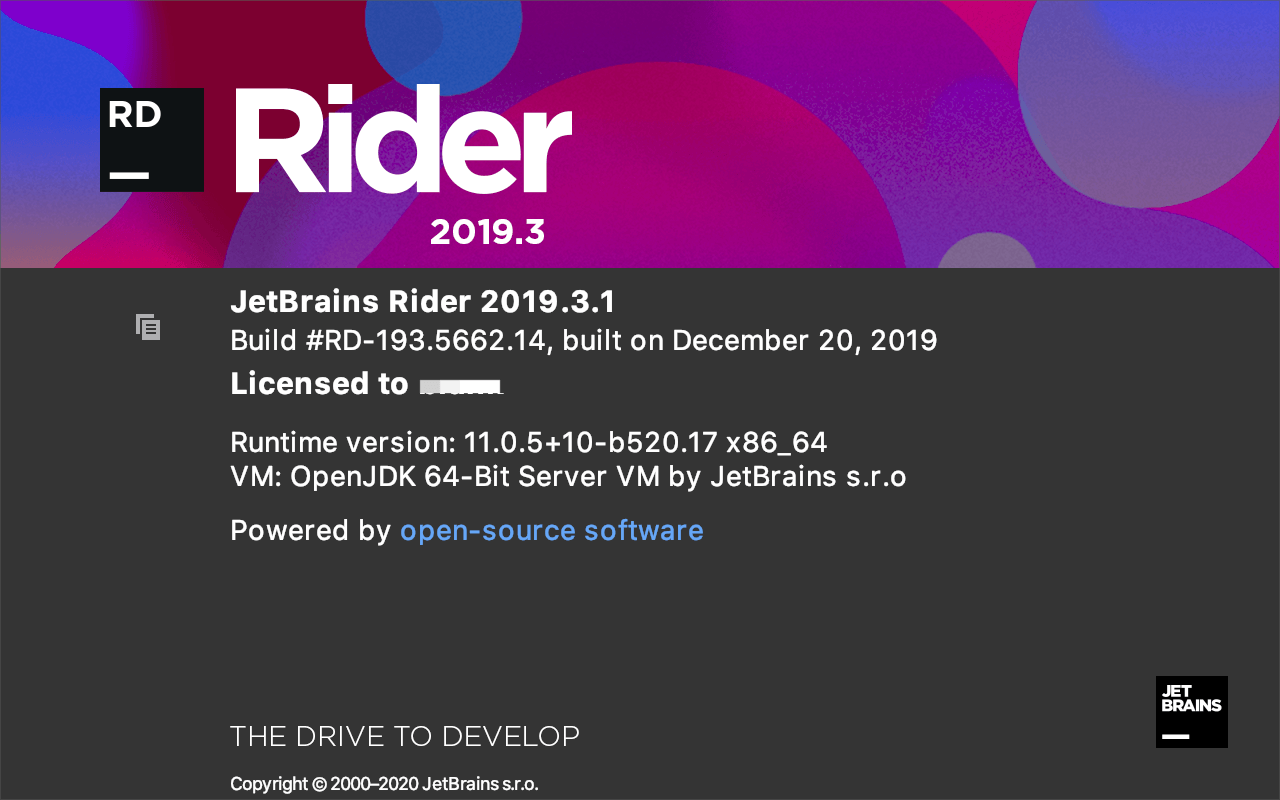 RD
Rider
2019.3
JetBrains Rider 2019.3.1
Build #RD-193.5662.14, built on December 20, 2019
Licensed to
Runtime version: 11.0.5+10-b520.17 x86_64
VM: OpenJDK 64-Bit Server VM by JetBrains s.r.o
Powered by open-source software
JET
BRAINS
THE DRIVE TO DEVELOP
Copyright © 2000–2020 JetBrains s.r.o.